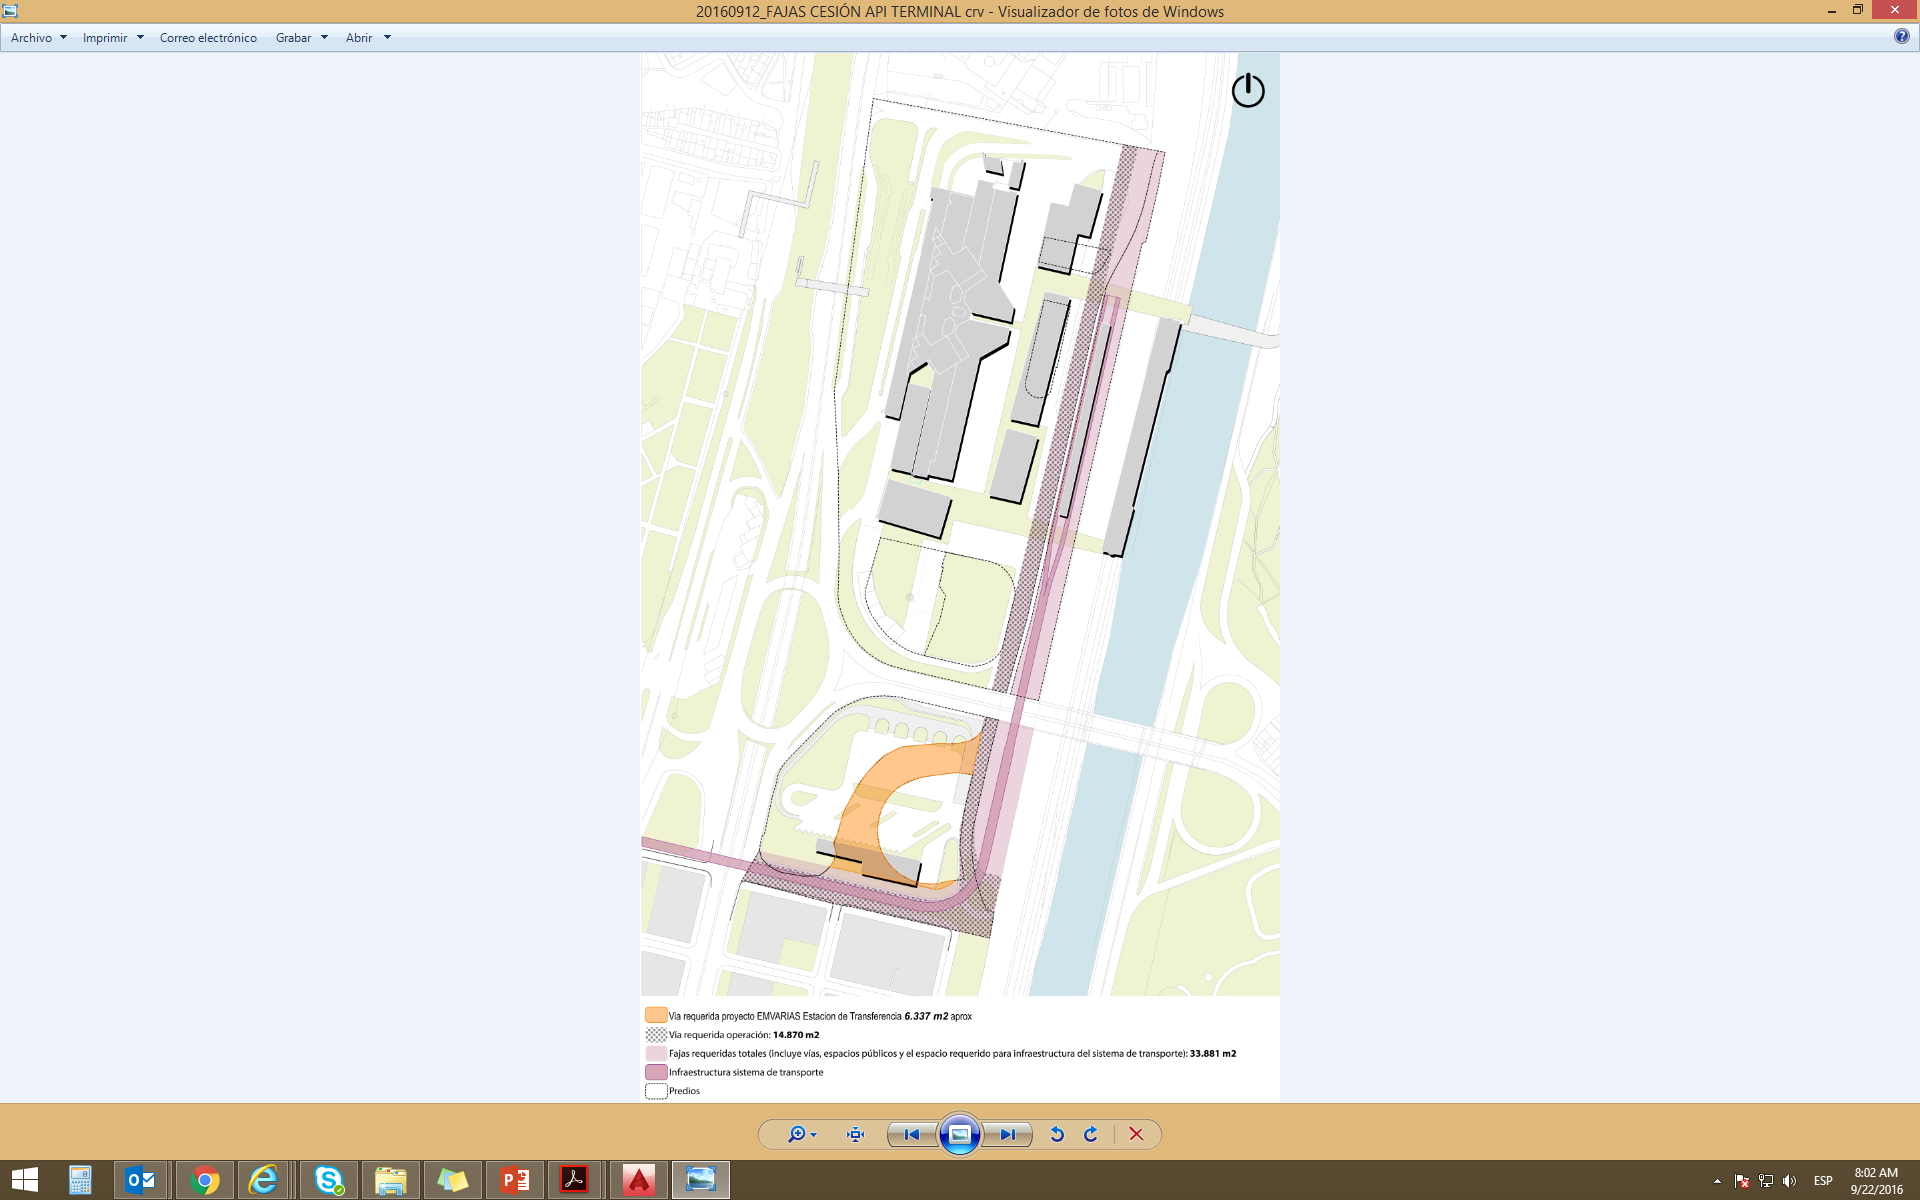 20160912_FAJAS CESIÓN API TERMINAL crv - Visualizador de fotos de Windows
Archivo Imprimir Correo electrónico Grabar Abrir
Via requerida proyecto EMVARIAS Estacion de Transferencia 6.337 m2 aprox
Vía requerida operación: 14.870 m2
Fajas requeridas totales (incluye vías, espacios públicos y el espacio requerido para infraestructura del sistema de transporte): 33.881 m2
Infraestructura sistema de transporte
Predios
ESP
8:02 AM
9/22/2016